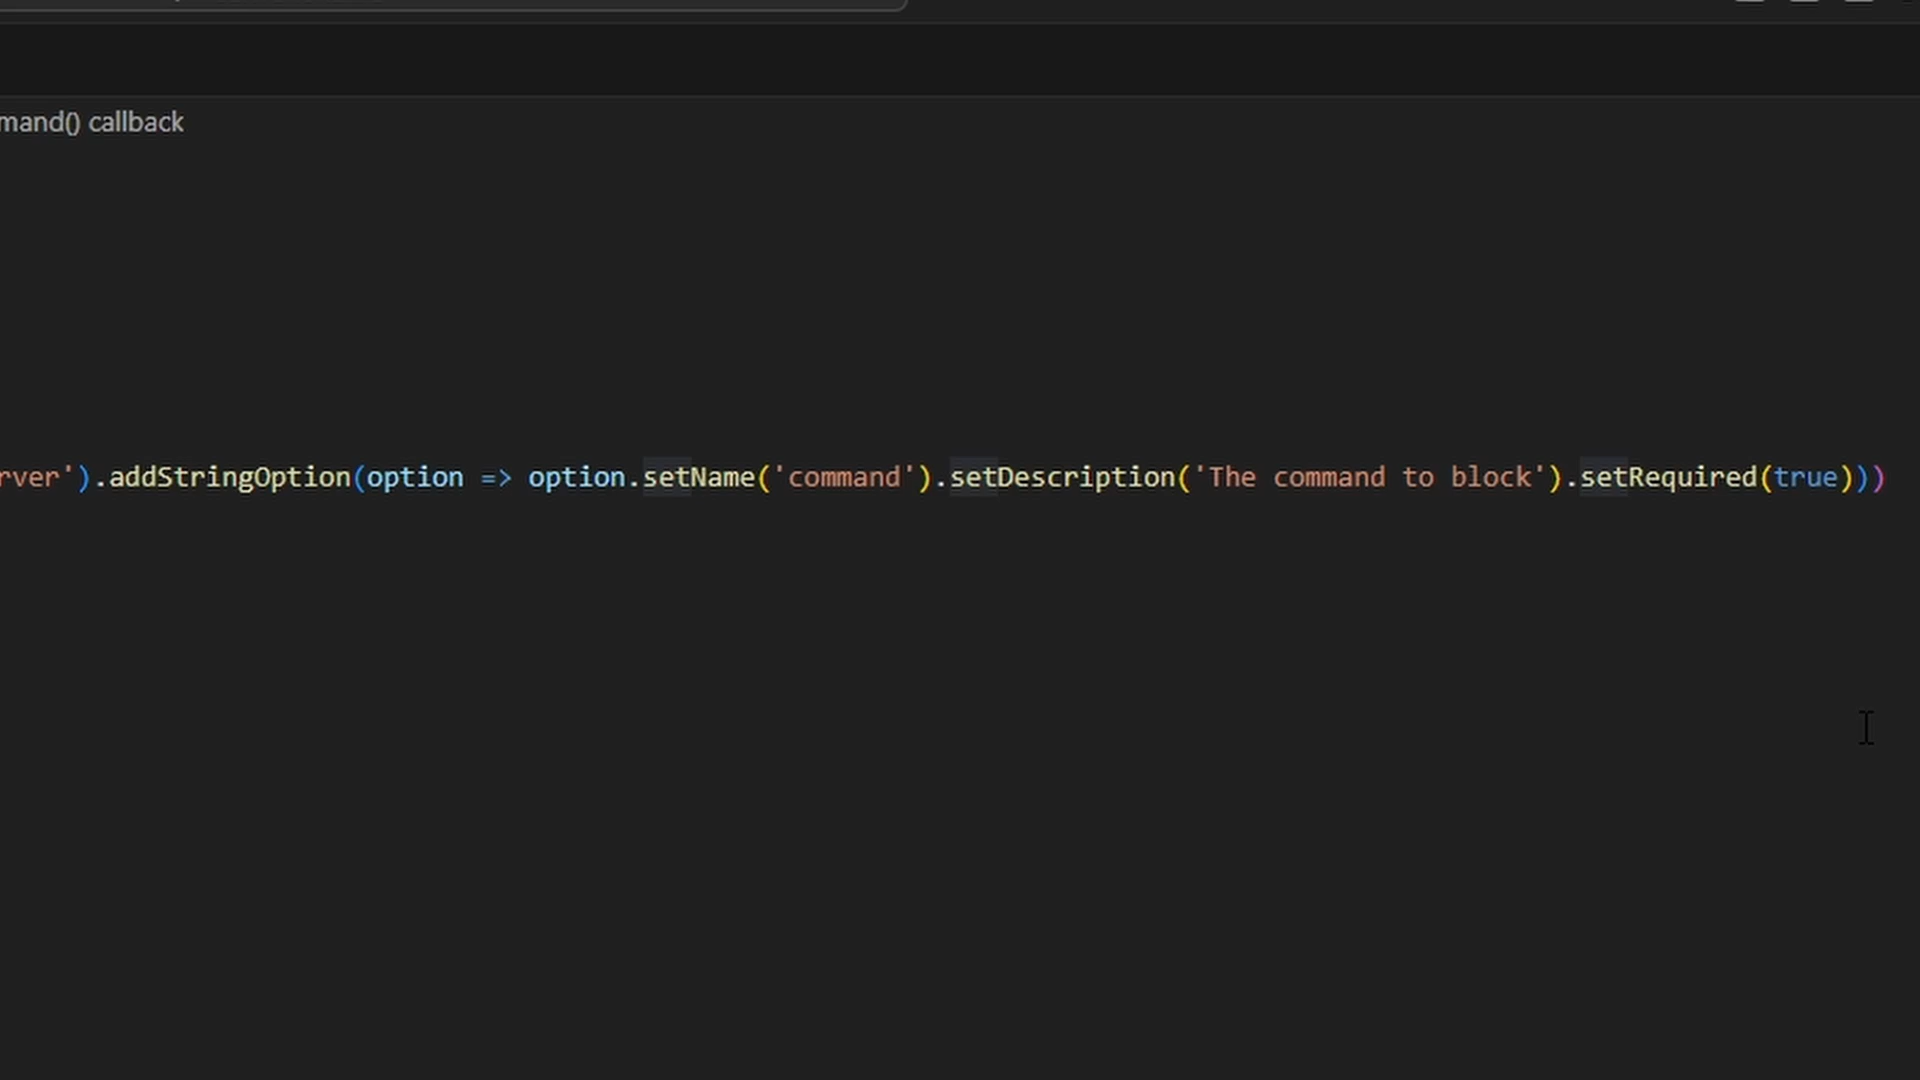 mand() callback
rver').addStringOption(option => option.setName('command').setDescription('The command to block').setRequired(true)))